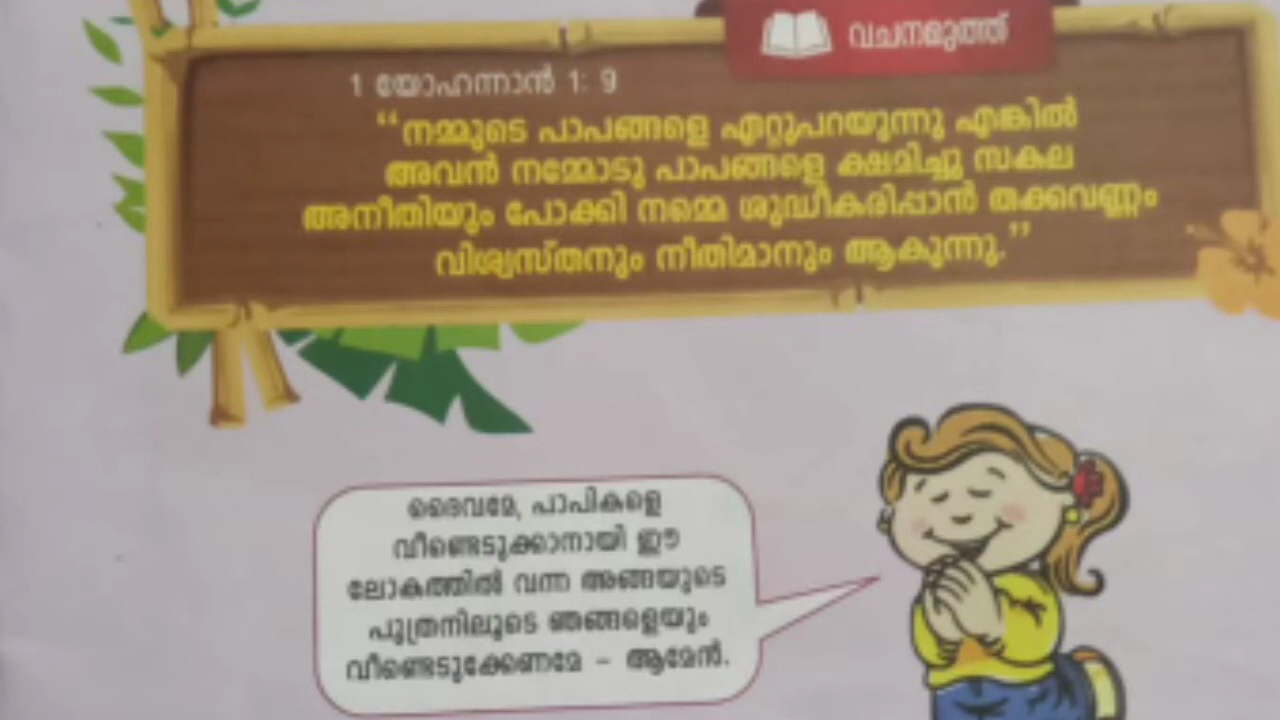 വചനമുത്ത്
1 യോഹന്നാൻ 1: 9
“നമ്മുടെ പാപങ്ങളെ ഏറ്റുപറയുന്നു എങ്കിൽ
അവൻ നമ്മോടു പാപങ്ങളെ ക്ഷമിച്ചു സകല
അനീതിയും പോക്കി നമ്മെ ശുദ്ധീകരിപ്പാൻ തക്കവണ്ണം
വിശ്വസ്തനും നീതിമാനും ആകുന്നു.”
ദൈവമേ, പാപികളെ
വീണ്ടെടുക്കാനായി ഈ
ലോകത്തിൽ വന്ന അങ്ങയുടെ
പുത്രനിലൂടെ ഞങ്ങളെയും
വീണ്ടെടുക്കേണമേ – ആമേൻ.